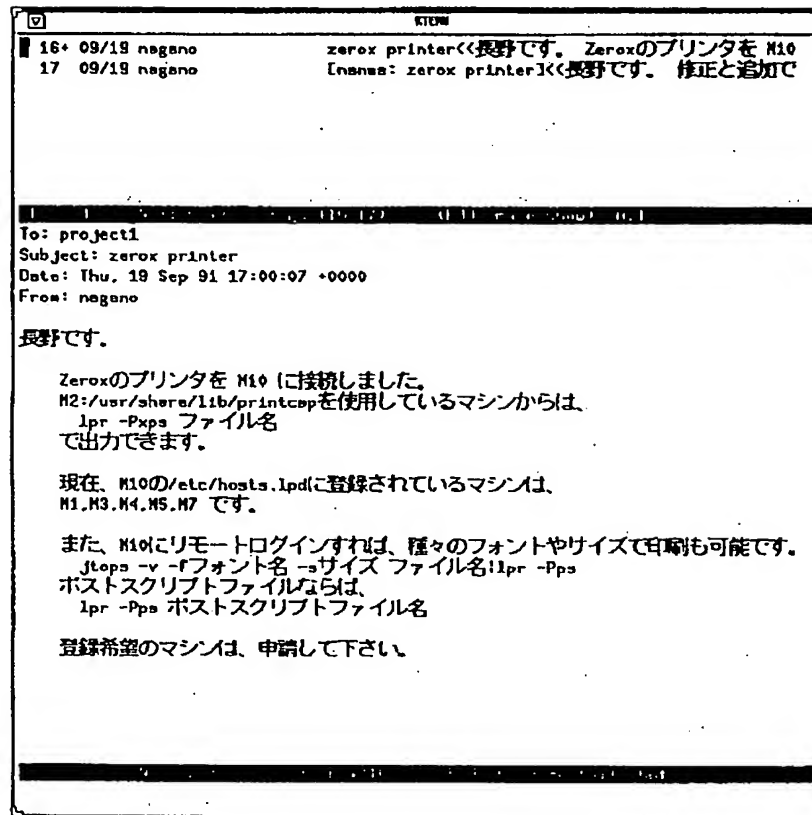 KTERM
16+ 09/19 nagano zerox printer<<長野です。 Zeroxのプリンタを M10
17 09/19 nagano [nanws: zerox printer]<<長野です。 修正と追加で
To: project1
Subject: zerox printer
Date: Thu, 19 Sep 91 17:00:07 +0000
From: nagano
長野です。
Zeroxのプリンタを M10 に接続しました。
M2:/usr/share/lib/printcapを使用しているマシンからは、
lpr -Pxps ファイル名
で出力できます。
現在、M10の/etc/hosts.lpdに登録されているマシンは、
M1,M3,M4,M5,M7 です。
また、M10にリモートログインすれば、種々のフォントやサイズで印刷も可能です。
jtops -v -fフォント名 -sサイズ ファイル名|lpr -Pps
ポストスクリプトファイルならば、
lpr -Pps ポストスクリプトファイル名
登録希望のマシンは、申請して下さい。